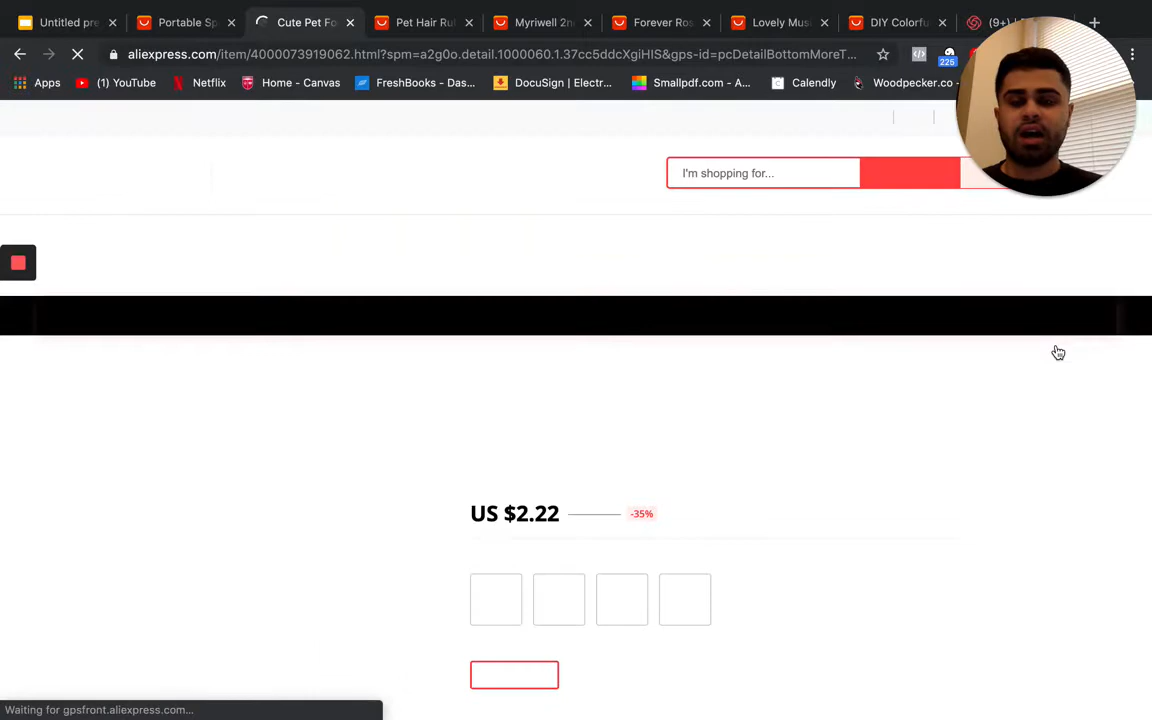 Untitled pre
Portable Sp
Cute Pet Fo
Pet Hair Ru
Myriwell 2n
Forever Ros
Lovely Mus
DIY Colorfu
(9+) |
aliexpress.com/item/4000073919062.html?spm=a2g0o.detail.1000060.1.37cc5ddcXgiHIS&gps-id=pcDetailBottomMoreT...
225
Apps
(1) YouTube
Netflix
Home - Canvas
FreshBooks - Das...
DocuSign | Electr...
Smallpdf.com - A...
Calendly
Woodpecker.co
I'm shopping for...
US $2.22
-35%
Waiting for gpsfront.aliexpress.com...